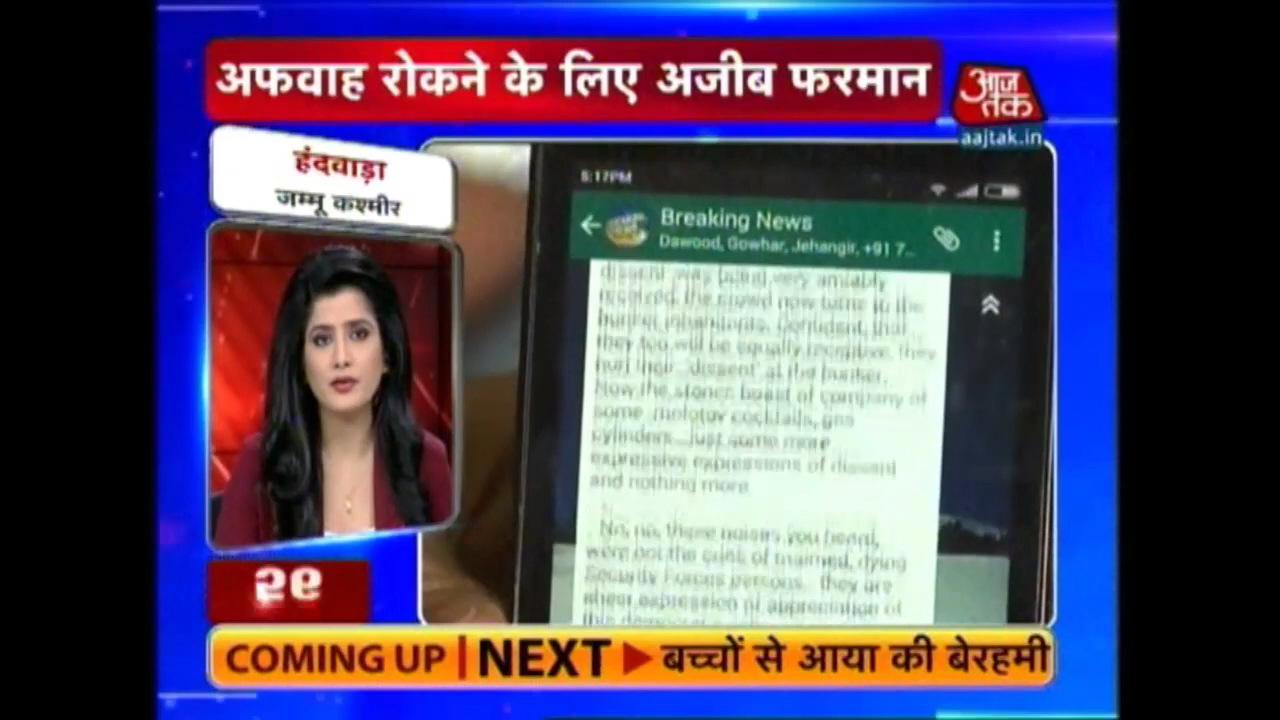 अफवाह रोकने के लिए अजीब फरमान
आज
तक
aajtak.in
हंदवाड़ा
जम्मू कश्मीर
5:17PM
Breaking News
Dawood, Gowhar, Jehangir, +91 7...
dissent was being very amiably
received, the crowd now turns to the
bunker inhabitants. Confident, that
they too will be equally receptive, they
hurl their 'dissent' at the bunker.
Now the stones boast of company of
some molotov cocktails, gas
cylinders. Just some more
expressive expressions of dissent
and nothing more
No, no, these noises you heard,
were not the cries of maimed, dying
Security Forces persons. they are
sheer expression of appreciation of
this
२९
COMING UP | NEXT बच्चों से आया की बेरहमी